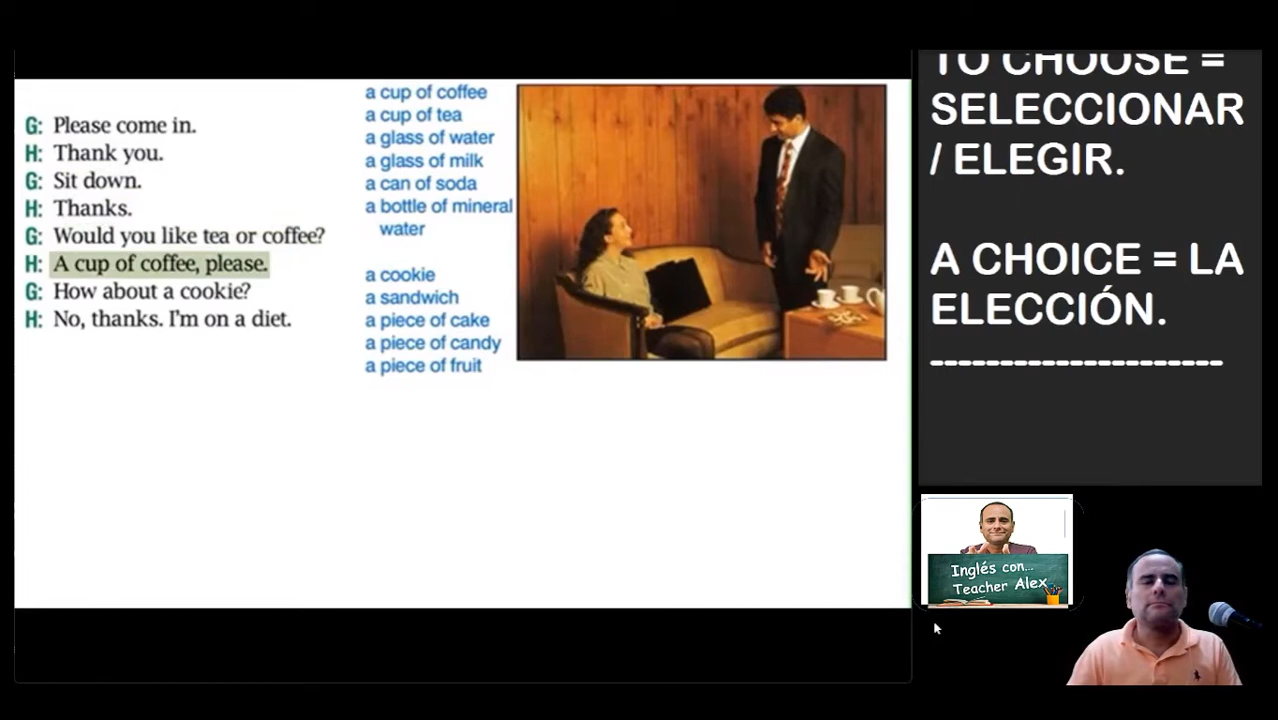 G: Please come in.
H: Thank you.
G: Sit down.
H: Thanks.
G: Would you like tea or coffee?
H: A cup of coffee, please.
G: How about a cookie?
H: No, thanks. I'm on a diet.
a cup of coffee
a cup of tea
a glass of water
a glass of milk
a can of soda
a bottle of mineral
water
a cookie
a sandwich
a piece of cake
a piece of candy
a piece of fruit
TO CHOOSE =
SELECCIONAR
/ ELEGIR.
A CHOICE = LA
ELECCIÓN.
---------------------
Inglés con...
Teacher Alex